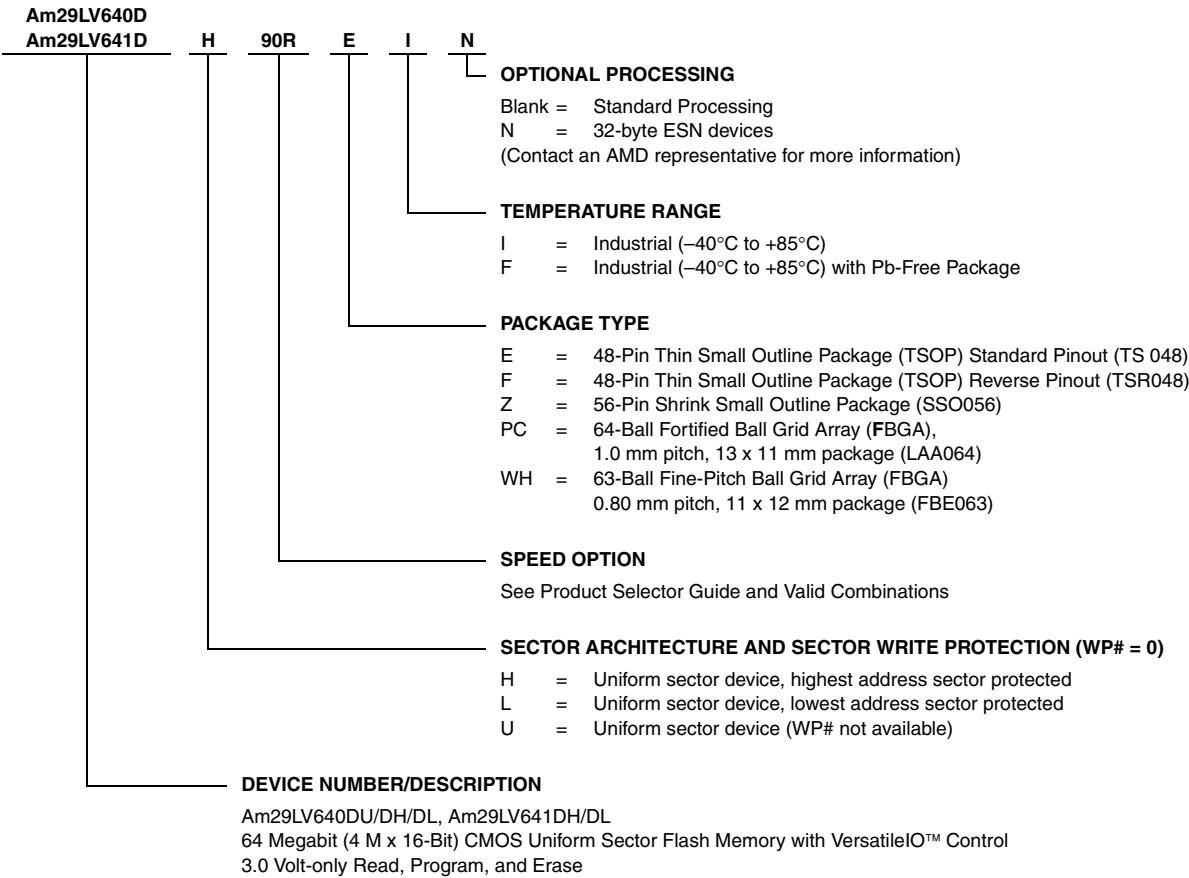 Am29LV640D
Am29LV641D H 90R E I N
OPTIONAL PROCESSING
Blank = Standard Processing
N = 32-byte ESN devices
(Contact an AMD representative for more information)
TEMPERATURE RANGE
I = Industrial (–40°C to +85°C)
F = Industrial (–40°C to +85°C) with Pb-Free Package
PACKAGE TYPE
E = 48-Pin Thin Small Outline Package (TSOP) Standard Pinout (TS 048)
F = 48-Pin Thin Small Outline Package (TSOP) Reverse Pinout (TSR048)
Z = 56-Pin Shrink Small Outline Package (SSO056)
PC = 64-Ball Fortified Ball Grid Array (FBGA),
1.0 mm pitch, 13 x 11 mm package (LAA064)
WH = 63-Ball Fine-Pitch Ball Grid Array (FBGA)
0.80 mm pitch, 11 x 12 mm package (FBE063)
SPEED OPTION
See Product Selector Guide and Valid Combinations
SECTOR ARCHITECTURE AND SECTOR WRITE PROTECTION (WP# = 0)
H = Uniform sector device, highest address sector protected
L = Uniform sector device, lowest address sector protected
U = Uniform sector device (WP# not available)
DEVICE NUMBER/DESCRIPTION
Am29LV640DU/DH/DL, Am29LV641DH/DL
64 Megabit (4 M x 16-Bit) CMOS Uniform Sector Flash Memory with VersatileIO™ Control
3.0 Volt-only Read, Program, and Erase